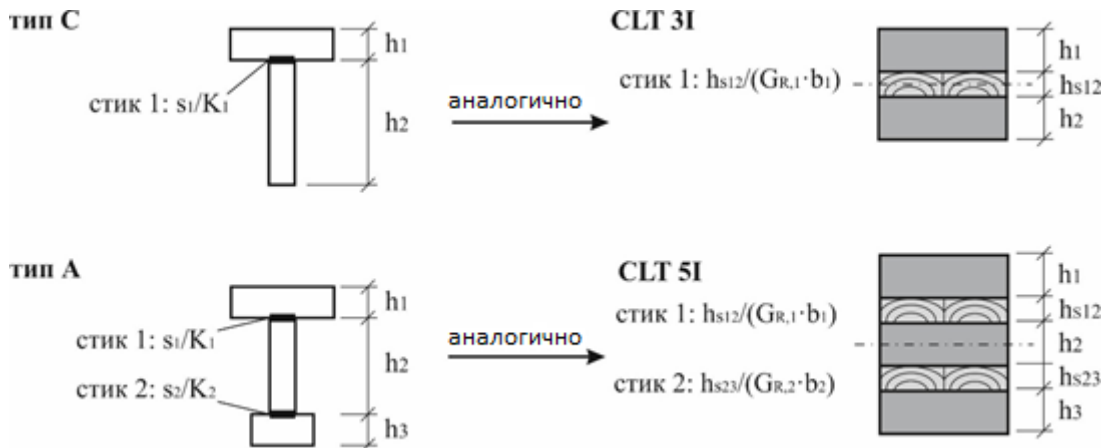 тип C
CLT 3I
h1
стик 1: s1/K1
h2
аналогично
стик 1: hs12/(GR,1·b1)
h1
hs12
h2
тип A
CLT 5I
h1
стик 1: s1/K1
h2
стик 2: s2/K2
h3
аналогично
стик 1: hs12/(GR,1·b1)
стик 2: hs23/(GR,2·b2)
h1
hs12
h2
hs23
h3